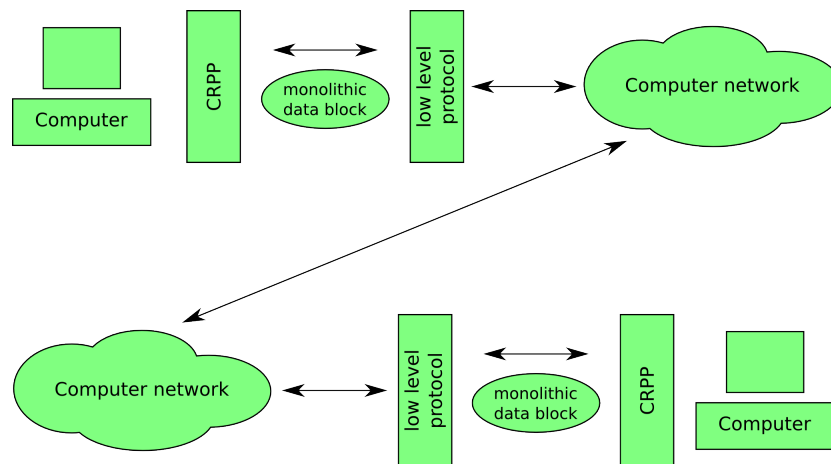 Computer
CRPP
monolithic
data block
low level
protocol
Computer network
Computer network
low level
protocol
monolithic
data block
CRPP
Computer